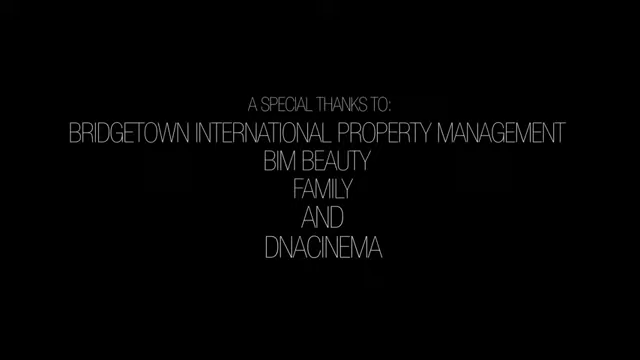 A SPECIAL THANKS TO:
BRIDGETOWN INTERNATIONAL PROPERTY MANAGEMENT
BIM BEAUTY
FAMILY
AND
DNACINEMA